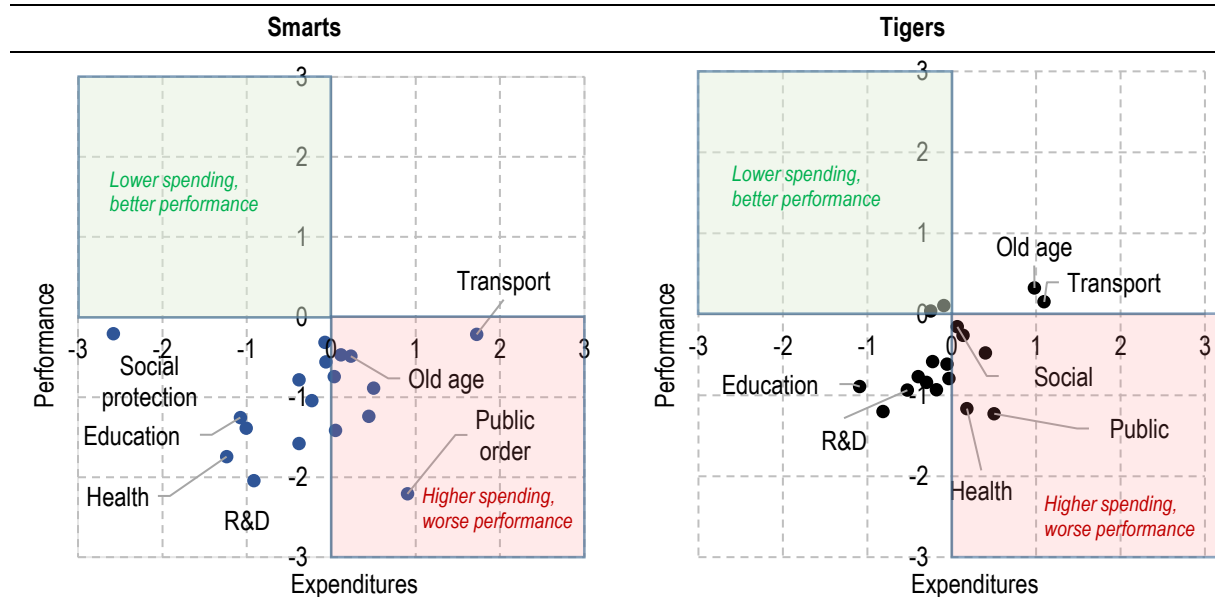 Smarts
Tigers
3
2
1
0
-3
-2
-1
0
1
2
3
-1
-2
-3
Performance
Expenditures
Lower spending,
better performance
Higher spending,
worse performance
Transport
Social
protection
Old age
Education
Public
order
Health
R&D
3
2
1
0
-3
-2
-1
0
1
2
3
-1
-2
-3
Performance
Expenditures
Lower spending,
better performance
Higher spending,
worse performance
Old age
Transport
Education
Social
R&D
Public
Health